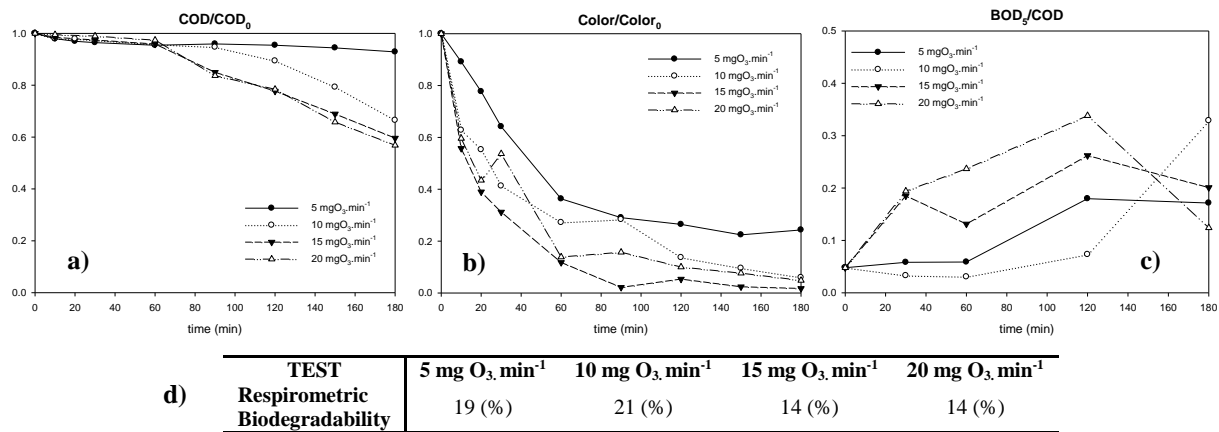 COD/COD₀
1.0
0.8
0.6
0.4
0.2
0.0
5 mgO₃.min⁻¹
10 mgO₃.min⁻¹
15 mgO₃.min⁻¹
20 mgO₃.min⁻¹
a)
0 20 40 60 80 100 120 140 160 180
time (min)
Color/Color₀
1.0
0.8
0.6
0.4
0.2
0.0
5 mgO₃.min⁻¹
10 mgO₃.min⁻¹
15 mgO₃.min⁻¹
20 mgO₃.min⁻¹
b)
0 20 40 60 80 100 120 140 160 180
time (min)
BOD₅/COD
0.5
0.4
0.3
0.2
0.1
0.0
5 mgO₃.min⁻¹
10 mgO₃.min⁻¹
15 mgO₃.min⁻¹
20 mgO₃.min⁻¹
c)
0 20 40 60 80 100 120 140 160 180
time (min)
d)
TEST 5 mg O₃.min⁻¹ 10 mg O₃.min⁻¹ 15 mg O₃.min⁻¹ 20 mg O₃.min⁻¹
Respirometric
Biodegradability
19 (%) 21 (%) 14 (%) 14 (%)